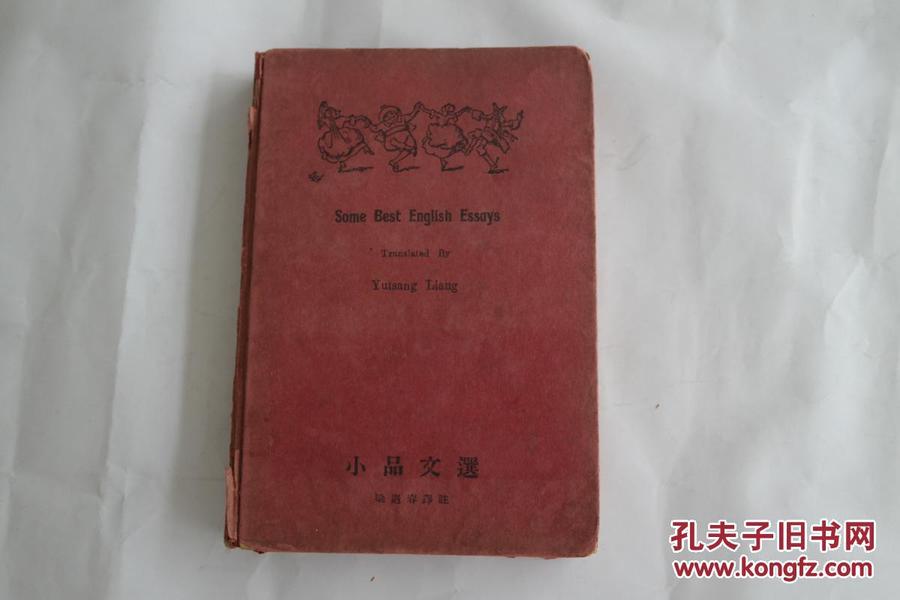 Some Best English Essays
Translated By
Yutsang Liang
小品文選
梁遇春譯註
孔夫子旧书网
www.kongfz.com